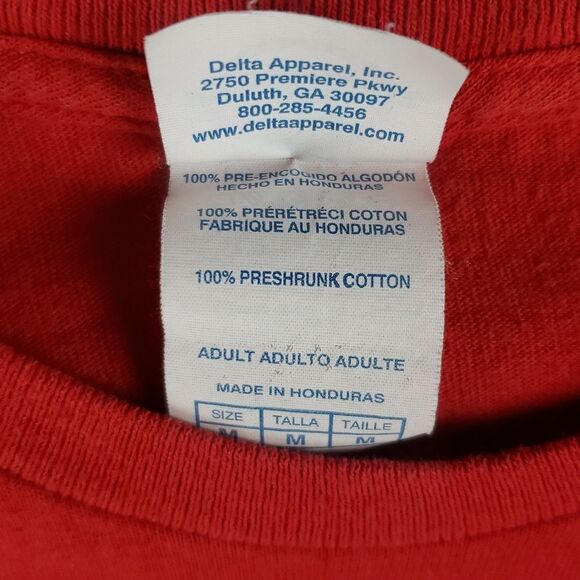 Delta Apparel, Inc.
2750 Premiere Pkwy
Duluth, GA 30097
800-285-4456
www.deltaapparel.com
100% PRE-ENCOGIDO ALGODÓN
HECHO EN HONDURAS
100% PRÉRÉTRÉCI COTON
FABRIQUE AU HONDURAS
100% PRESHRUNK COTTON
ADULT ADULTO ADULTE
MADE IN HONDURAS
SIZE TALLA TAILLE
M M M